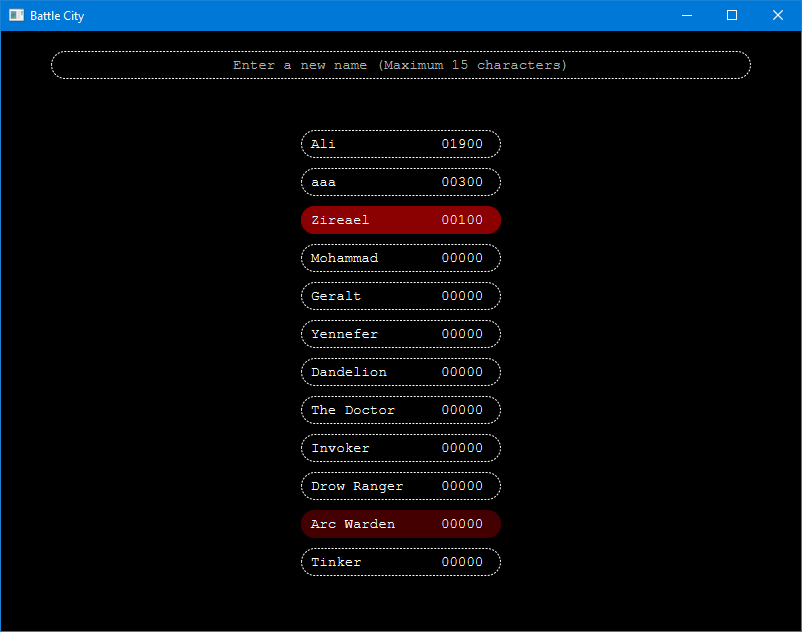 Battle City
Enter a new name (Maximum 15 characters)
Ali 01900
aaa 00300
Zireael 00100
Mohammad 00000
Geralt 00000
Yennefer 00000
Dandelion 00000
The Doctor 00000
Invoker 00000
Drow Ranger 00000
Arc Warden 00000
Tinker 00000